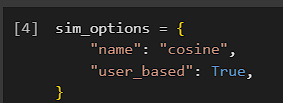 [4] sim_options = {
    "name": "cosine",
    "user_based": True,
}